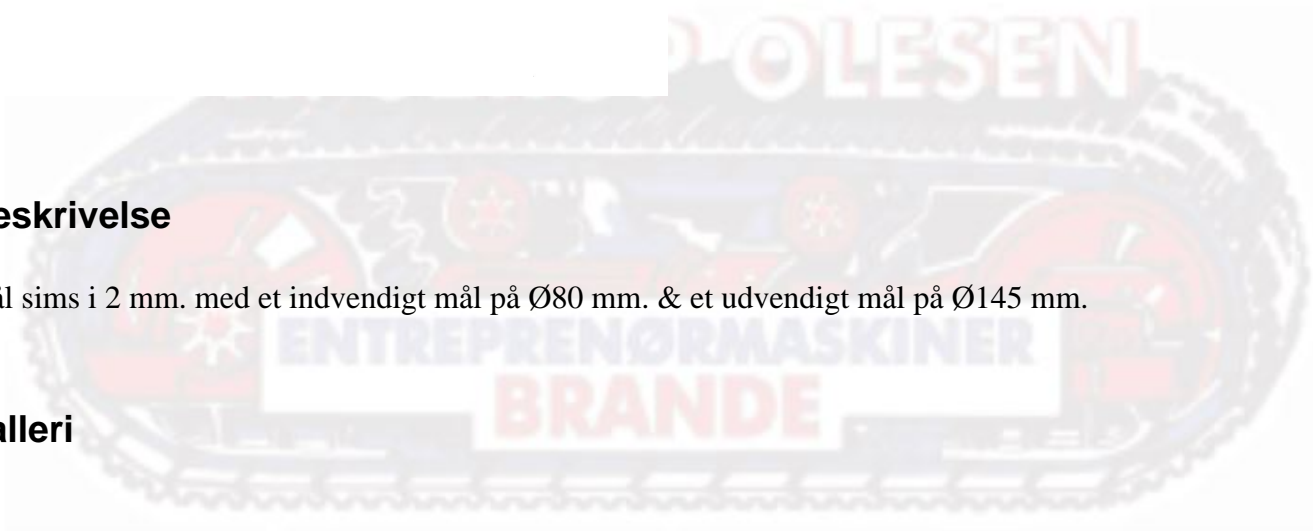 P OLESEN
eskrivelse
ål sims i 2 mm. med et indvendigt mål på Ø80 mm. & et udvendigt mål på Ø145 mm.
ENTREPRENØRMASKINER
BRANDE
alleri